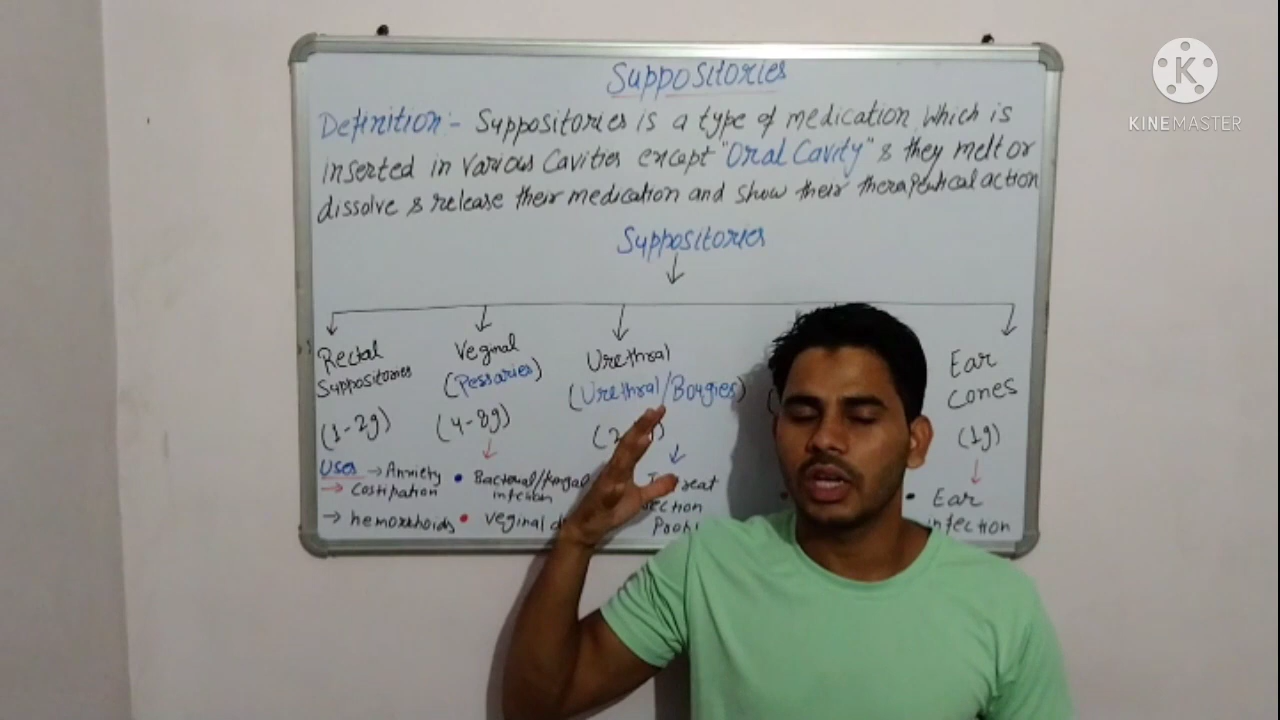 Suppositories
Definition:- Suppositories is a type of medication which is
inserted in various Cavities except "Oral Cavity" & they melt or
dissolve & release their medication and show their therapeutical action
Suppositories
Rectal
Suppositories
(1-2g)
Uses → Anxiety
→ Costipation
→ hemorrhoids
Veginal
(Pessaries)
(4-8g)
• Bacterial/fungal
infection
• Veginal
Urethral
(Urethral/Bougies)
(2
Ear
Cones
(1g)
• Ear
infection
K
KINEMASTER